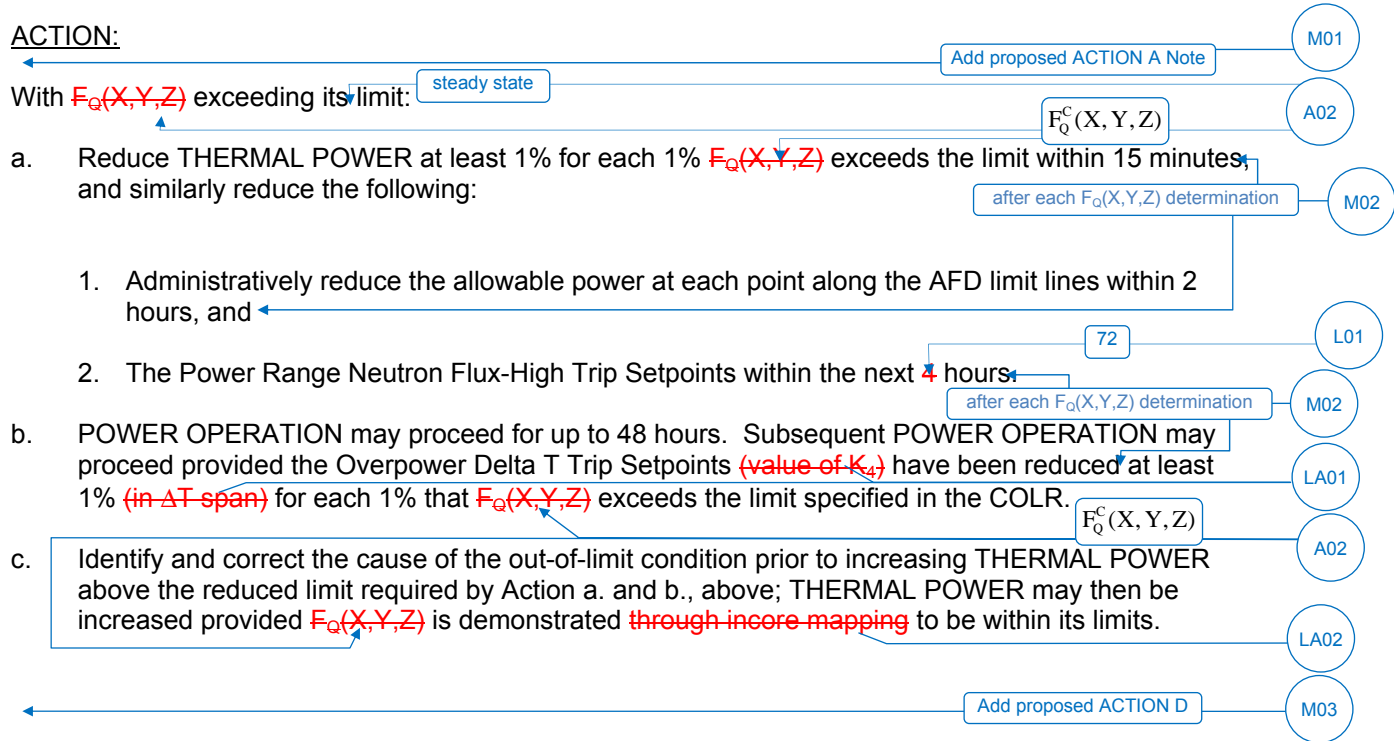 ACTION:
M01
Add proposed ACTION A Note
steady state
With F_Q(X,Y,Z) exceeding its limit:
A02
F_Q^C(X, Y, Z)
a. Reduce THERMAL POWER at least 1% for each 1% F_Q(X,Y,Z) exceeds the limit within 15 minutes,
and similarly reduce the following:
after each F_Q(X,Y,Z) determination
M02
1. Administratively reduce the allowable power at each point along the AFD limit lines within 2
hours, and
72
L01
2. The Power Range Neutron Flux-High Trip Setpoints within the next 4 hours.
after each F_Q(X,Y,Z) determination
M02
b. POWER OPERATION may proceed for up to 48 hours. Subsequent POWER OPERATION may
proceed provided the Overpower Delta T Trip Setpoints (value of K₄) have been reduced at least
LA01
1% (in ΔT span) for each 1% that F_Q(X,Y,Z) exceeds the limit specified in the COLR.
F_Q^C(X, Y, Z)
A02
c. Identify and correct the cause of the out-of-limit condition prior to increasing THERMAL POWER
above the reduced limit required by Action a. and b., above; THERMAL POWER may then be
increased provided F_Q(X,Y,Z) is demonstrated through incore mapping to be within its limits.
LA02
Add proposed ACTION D
M03